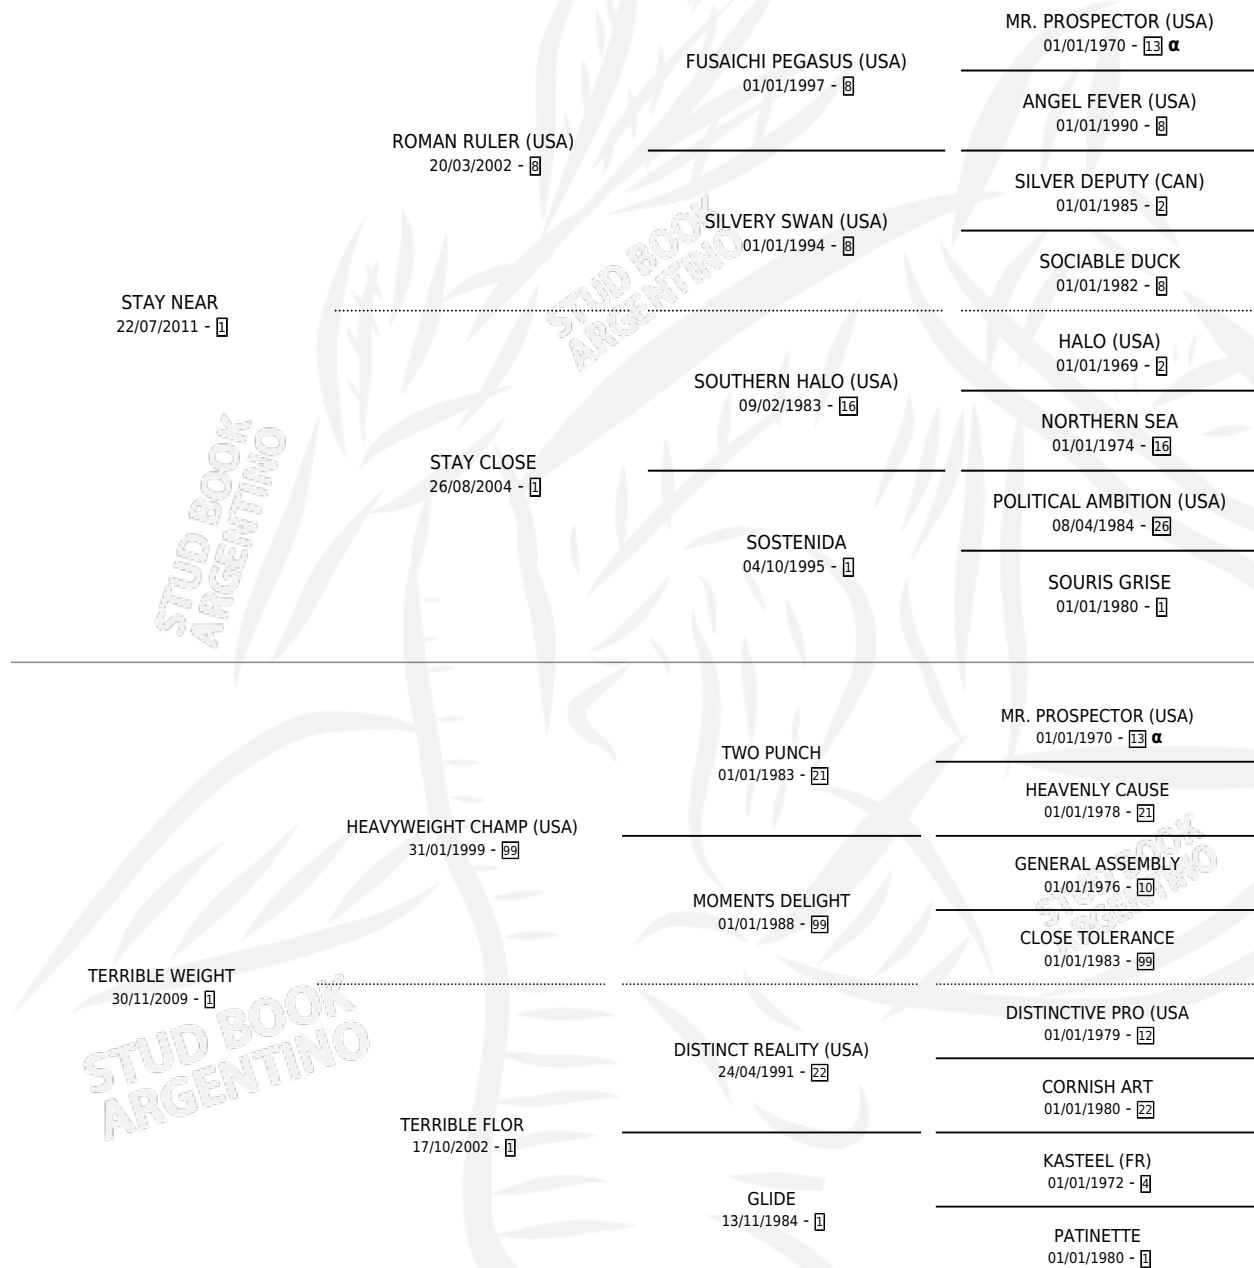 MR. PROSPECTOR (USA)
01/01/1970 - 13 α
FUSAICHI PEGASUS (USA)
01/01/1997 - 8
ANGEL FEVER (USA)
01/01/1990 - 8
ROMAN RULER (USA)
20/03/2002 - 8
SILVER DEPUTY (CAN)
01/01/1985 - 2
SILVERY SWAN (USA)
01/01/1994 - 8
SOCIABLE DUCK
01/01/1982 - 8
STAY NEAR
22/07/2011 - 1
HALO (USA)
01/01/1969 - 2
SOUTHERN HALO (USA)
09/02/1983 - 16
NORTHERN SEA
01/01/1974 - 16
STAY CLOSE
26/08/2004 - 1
POLITICAL AMBITION (USA)
08/04/1984 - 26
SOSTENIDA
04/10/1995 - 1
SOURIS GRISE
01/01/1980 - 1
MR. PROSPECTOR (USA)
01/01/1970 - 13 α
TWO PUNCH
01/01/1983 - 21
HEAVENLY CAUSE
01/01/1978 - 21
HEAVYWEIGHT CHAMP (USA)
31/01/1999 - 99
GENERAL ASSEMBLY
01/01/1976 - 10
MOMENTS DELIGHT
01/01/1988 - 99
CLOSE TOLERANCE
01/01/1983 - 99
TERRIBLE WEIGHT
30/11/2009 - 1
DISTINCTIVE PRO (USA
01/01/1979 - 12
DISTINCT REALITY (USA)
24/04/1991 - 22
CORNISH ART
01/01/1980 - 22
TERRIBLE FLOR
17/10/2002 - 1
KASTEEL (FR)
01/01/1972 - 4
GLIDE
13/11/1984 - 1
PATINETTE
01/01/1980 - 1
STUD BOOK
ARGENTINO
STUD BOOK
ARGENTINO
STUD BOOK
ARGENTINO
STUD BOOK
ARGENTINO